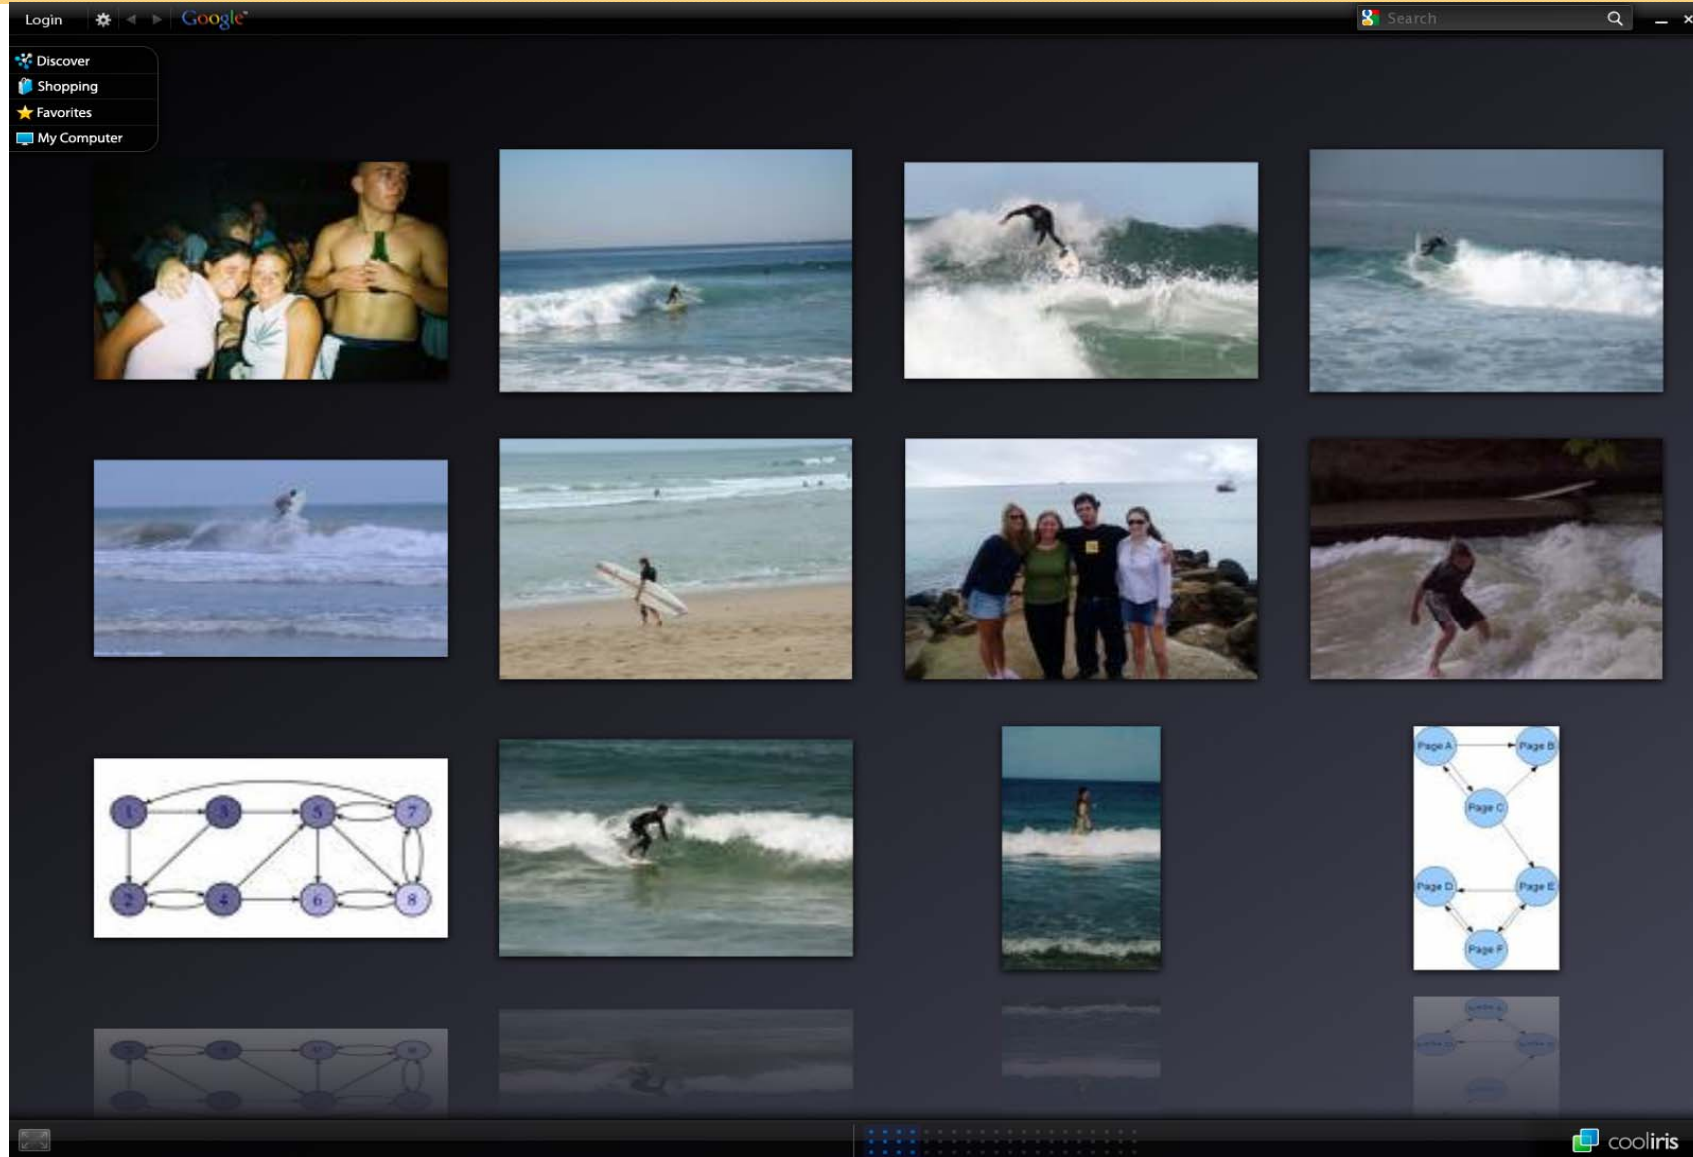 Login
Google™
Search
Discover
Shopping
Favorites
My Computer
1
3
5
7
2
4
6
8
Page A
Page B
Page C
Page D
Page E
Page F
cooliris